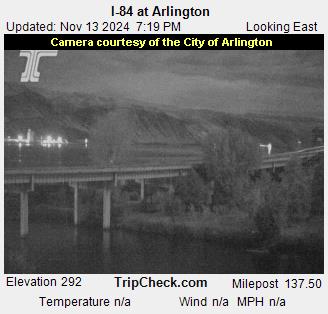 I-84 at Arlington
Updated: Nov 13 2024 7:19 PM Looking East
Camera courtesy of the City of Arlington
Elevation 292 TripCheck.com Milepost 137.50
Temperature n/a Wind n/a MPH n/a